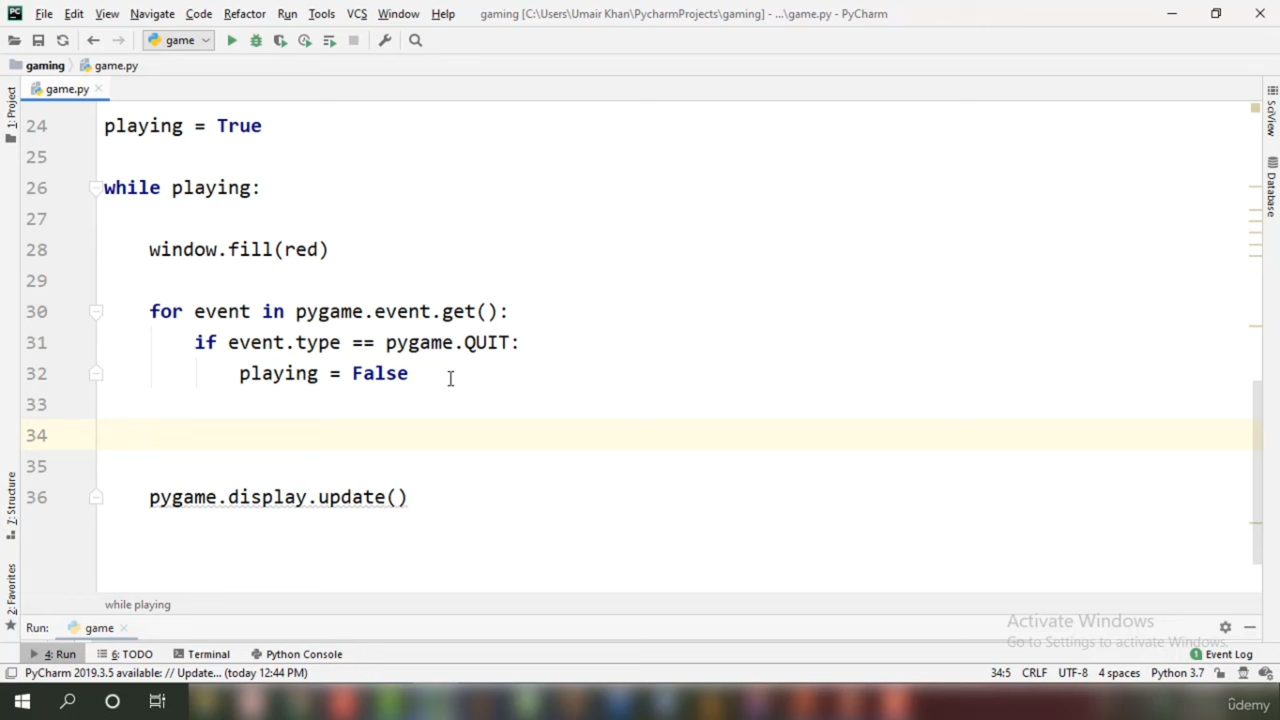 File Edit View Navigate Code Refactor Run Tools VCS Window Help gaming [C:\Users\Umair Khan\PycharmProjects\gaming] - ...\game.py - PyCharm
game
gaming game.py
game.py
1: Project
SciView
Database
24 playing = True
25
26 while playing:
27
28 window.fill(red)
29
30 for event in pygame.event.get():
31 if event.type == pygame.QUIT:
32 playing = False
33
34
35
36 pygame.display.update()
Z: Structure
2: Favorites
while playing
Activate Windows
Go to Settings to activate Windows.
Run: game
4: Run 6: TODO Terminal Python Console 1 Event Log
PyCharm 2019.3.5 available: // Update... (today 12:44 PM) 34:5 CRLF UTF-8 4 spaces Python 3.7
ûdemy